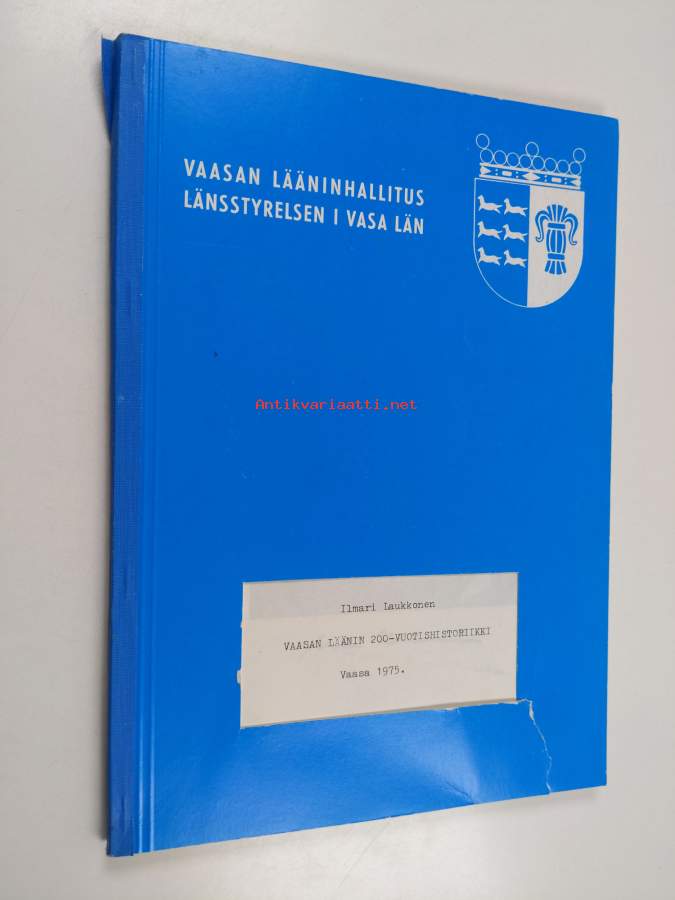 VAASAN LÄÄNINHALLITUS
LÄNSSTYRELSEN I VASA LÄN
Antikvariaatti.net
Ilmari Laukkonen
VAASAN LÄÄNIN 200-VUOTISHISTORIIKKI
Vaasa 1975.